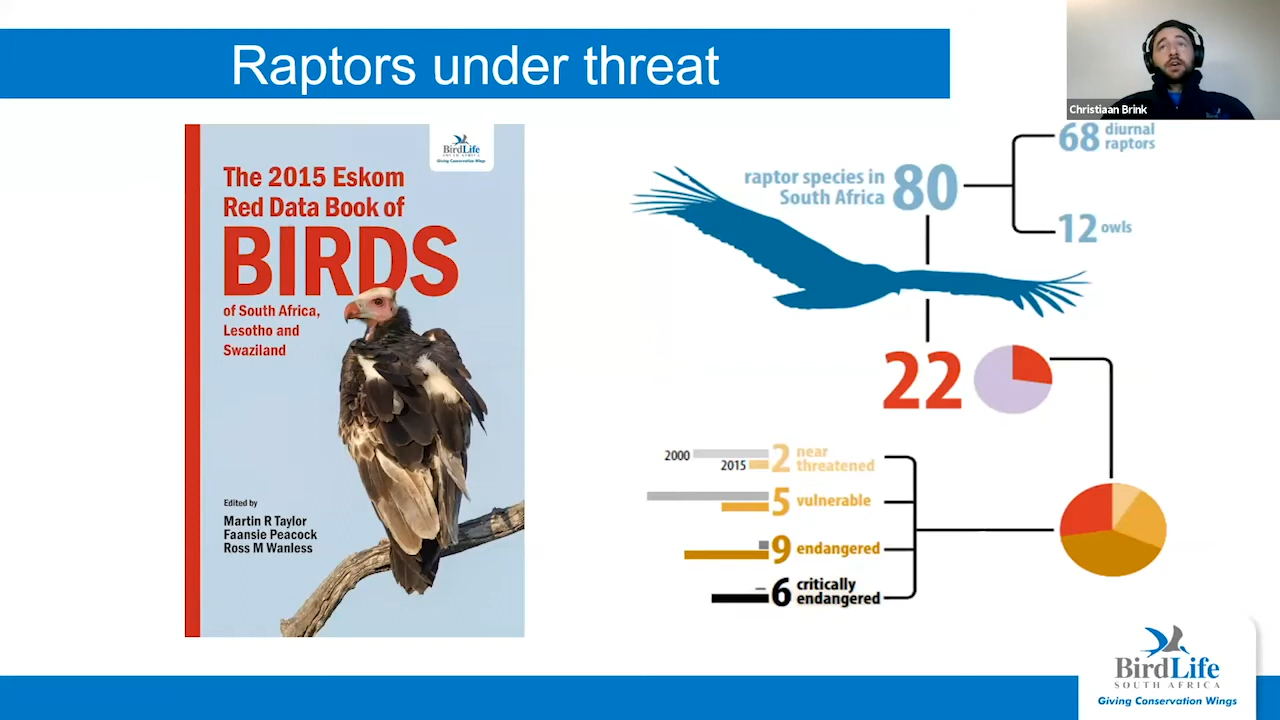 Raptors under threat
Christiaan Brink
BirdLife
SOUTH AFRICA
Giving Conservation Wings
The 2015 Eskom
Red Data Book of
BIRDS
of South Africa,
Lesotho and
Swaziland
Edited by
Martin R Taylor
Faansie Peacock
Ross M Wanless
raptor species in
South Africa
80
68 diurnal
raptors
12 owls
22
2000
2015
2 near
threatened
5 vulnerable
9 endangered
6 critically
endangered
BirdLife
SOUTH AFRICA
Giving Conservation Wings